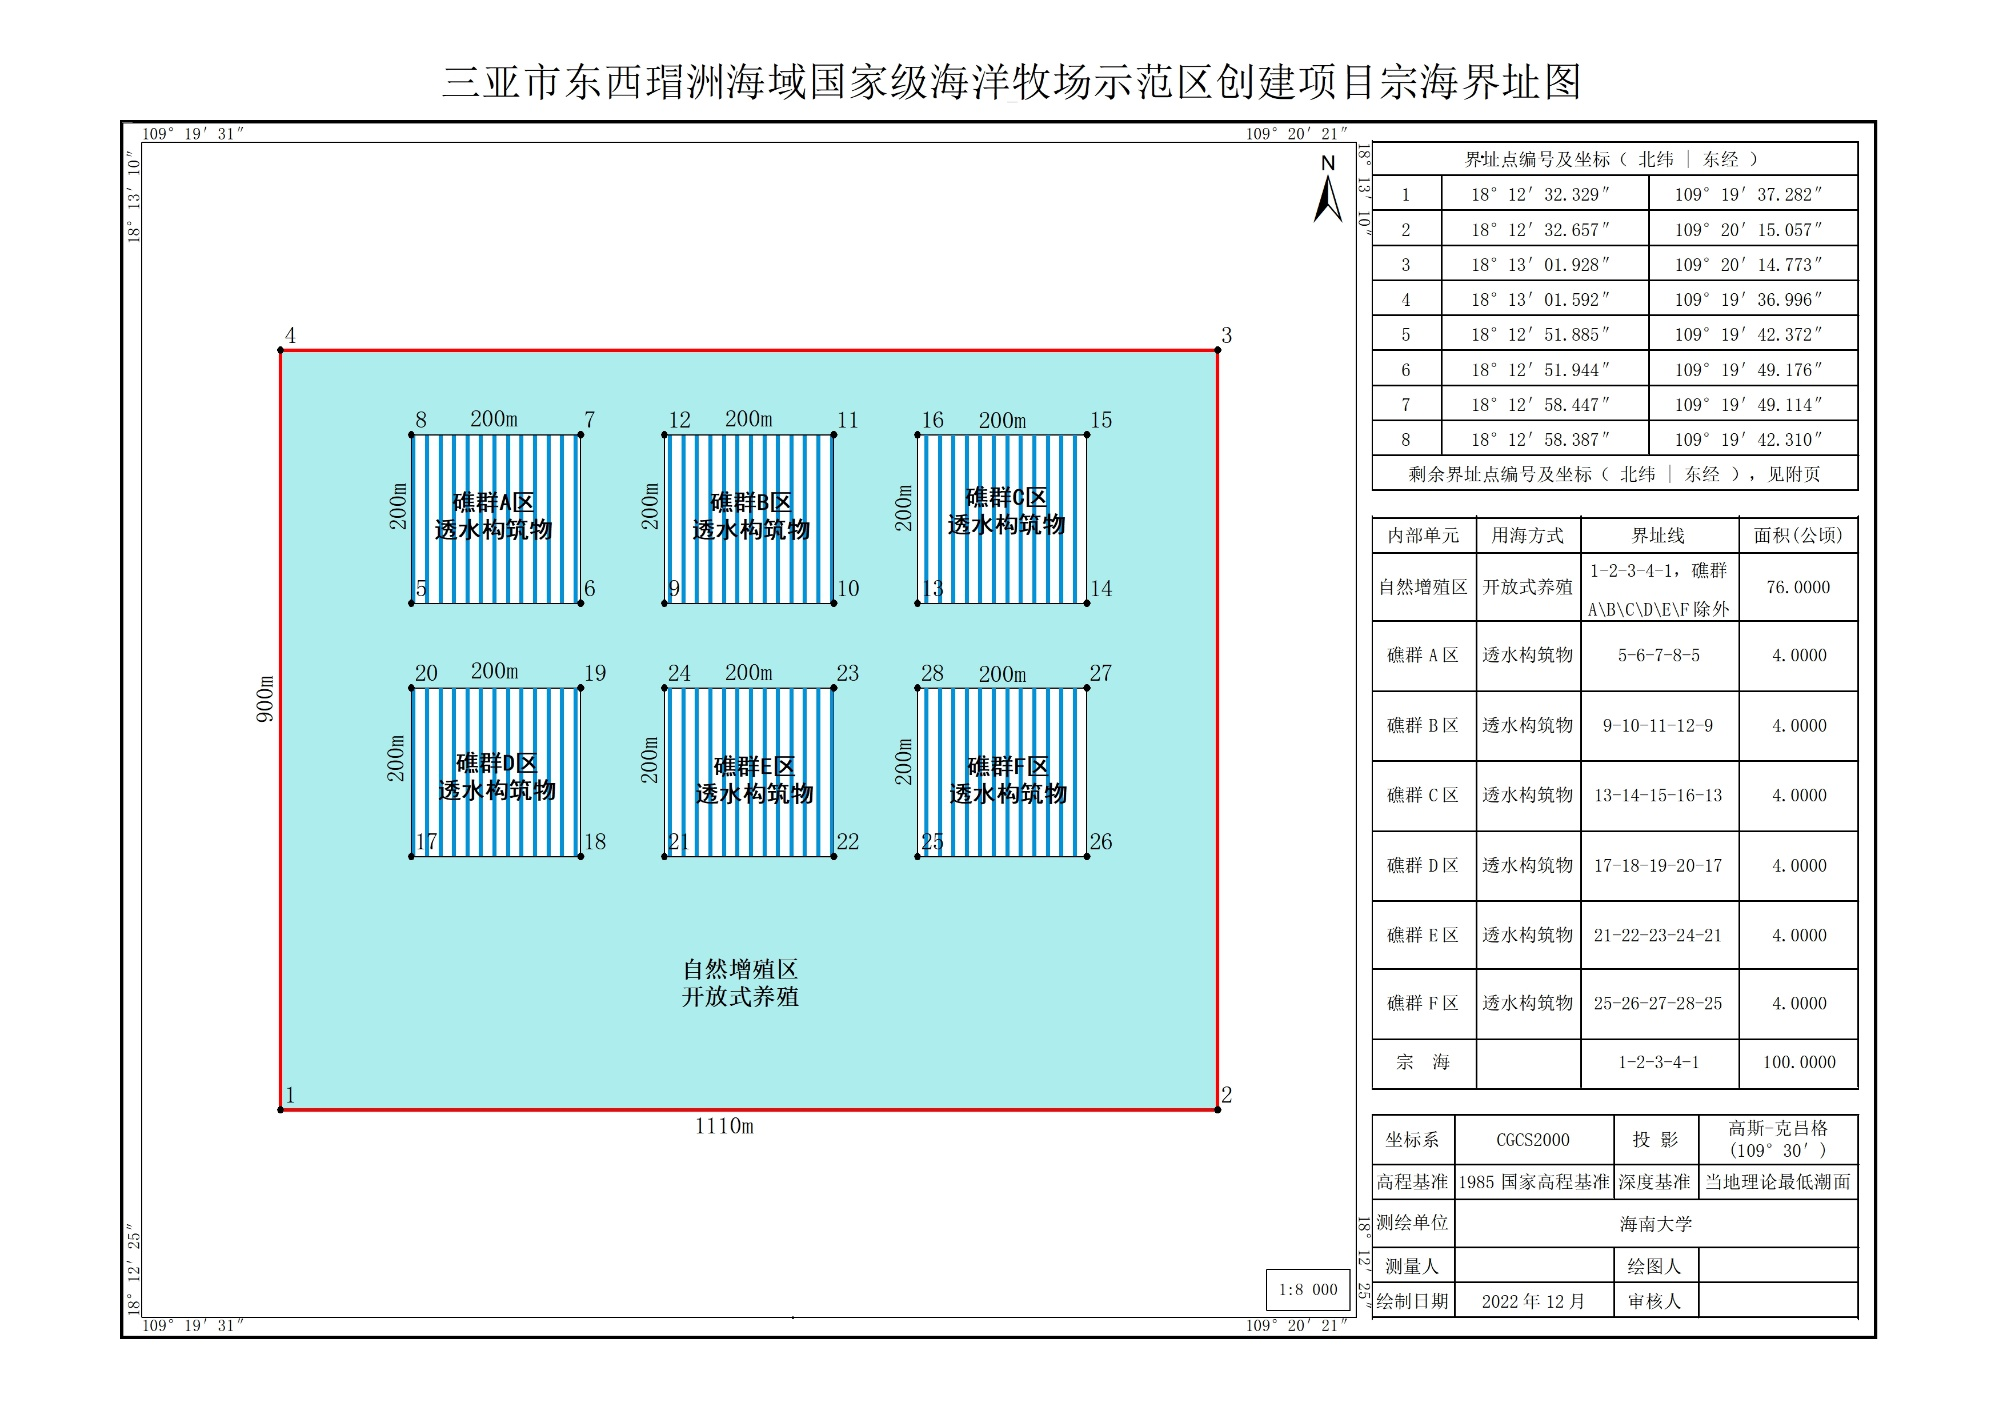 三亚市东西瑁洲海域国家级海洋牧场示范区创建项目宗海界址图
109° 19′ 31″
109° 20′ 21″
18° 13′ 10″
18° 13′ 10″
N
4
3
8
200m
7
12
200m
11
16
200m
15
200m
礁群A区
透水构筑物
200m
礁群B区
透水构筑物
200m
礁群C区
透水构筑物
5
6
9
10
13
14
20
200m
19
24
200m
23
28
200m
27
900m
200m
礁群D区
透水构筑物
200m
礁群E区
透水构筑物
200m
礁群F区
透水构筑物
17
18
21
22
25
26
自然增殖区
开放式养殖
1
2
1110m
18° 12′ 25″
18° 12′ 25″
1:8 000
109° 19′ 31″
109° 20′ 21″
界址点编号及坐标（ 北纬 | 东经 ）
1 18° 12′ 32.329″ 109° 19′ 37.282″
2 18° 12′ 32.657″ 109° 20′ 15.057″
3 18° 13′ 01.928″ 109° 20′ 14.773″
4 18° 13′ 01.592″ 109° 19′ 36.996″
5 18° 12′ 51.885″ 109° 19′ 42.372″
6 18° 12′ 51.944″ 109° 19′ 49.176″
7 18° 12′ 58.447″ 109° 19′ 49.114″
8 18° 12′ 58.387″ 109° 19′ 42.310″
剩余界址点编号及坐标（ 北纬 | 东经 ），见附页
内部单元 用海方式 界址线 面积(公顷)
自然增殖区 开放式养殖 1-2-3-4-1，礁群 A\B\C\D\E\F除外 76.0000
礁群 A 区 透水构筑物 5-6-7-8-5 4.0000
礁群 B 区 透水构筑物 9-10-11-12-9 4.0000
礁群 C 区 透水构筑物 13-14-15-16-13 4.0000
礁群 D 区 透水构筑物 17-18-19-20-17 4.0000
礁群 E 区 透水构筑物 21-22-23-24-21 4.0000
礁群 F 区 透水构筑物 25-26-27-28-25 4.0000
宗 海 1-2-3-4-1 100.0000
坐标系 CGCS2000 投 影 高斯-克吕格 (109° 30′)
高程基准 1985 国家高程基准 深度基准 当地理论最低潮面
测绘单位 海南大学
测量人 绘图人
绘制日期 2022 年 12 月 审核人